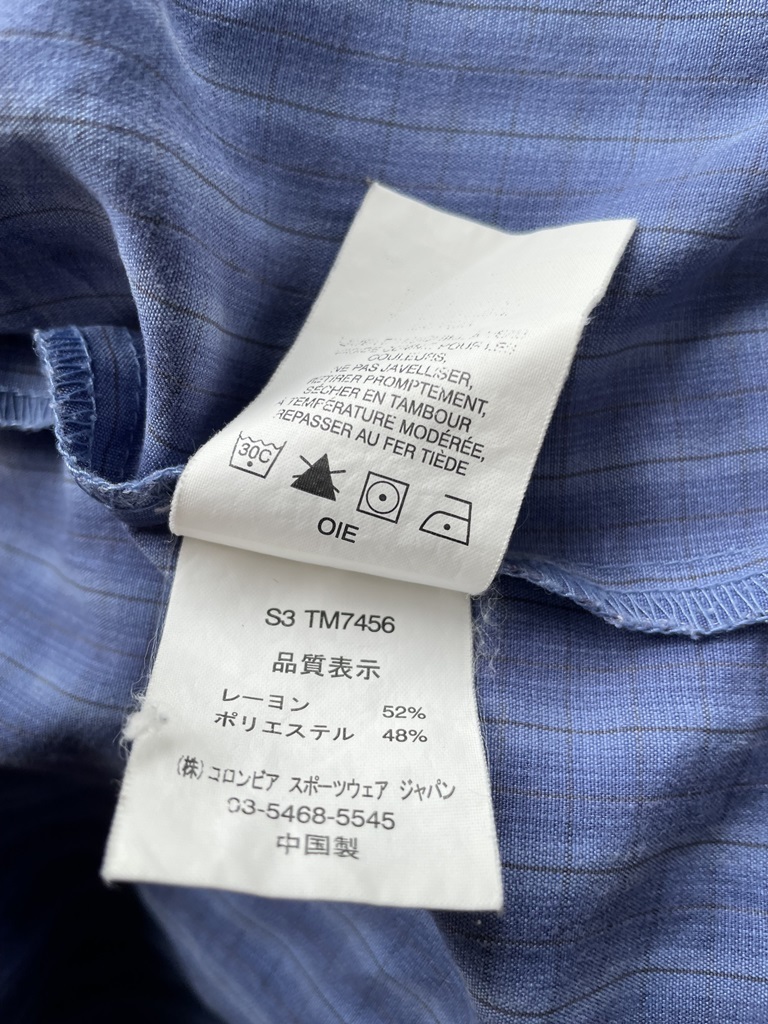 COULEURS,
NE PAS JAVELLISER,
RETIRER PROMPTEMENT,
SÉCHER EN TAMBOUR
À TEMPÉRATURE MODÉRÉE,
REPASSER AU FER TIÈDE
30C
OIE
S3 TM7456
品質表示
レーヨン 52%
ポリエステル 48%
(株)コロンビア スポーツウェア ジャパン
03-5468-5545
中国製